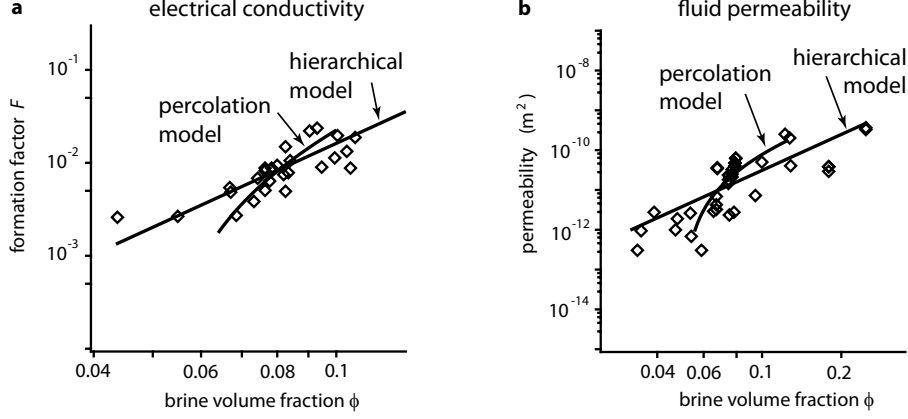 a
electrical conductivity
formation factor F
10-1
10-2
10-3
percolation
model
hierarchical
model
0.04
0.06
0.08
0.1
brine volume fraction ϕ
b
fluid permeability
permeability (m2)
10-8
10-10
10-12
10-14
percolation
model
hierarchical
model
0.04
0.06
0.1
0.2
brine volume fraction ϕ